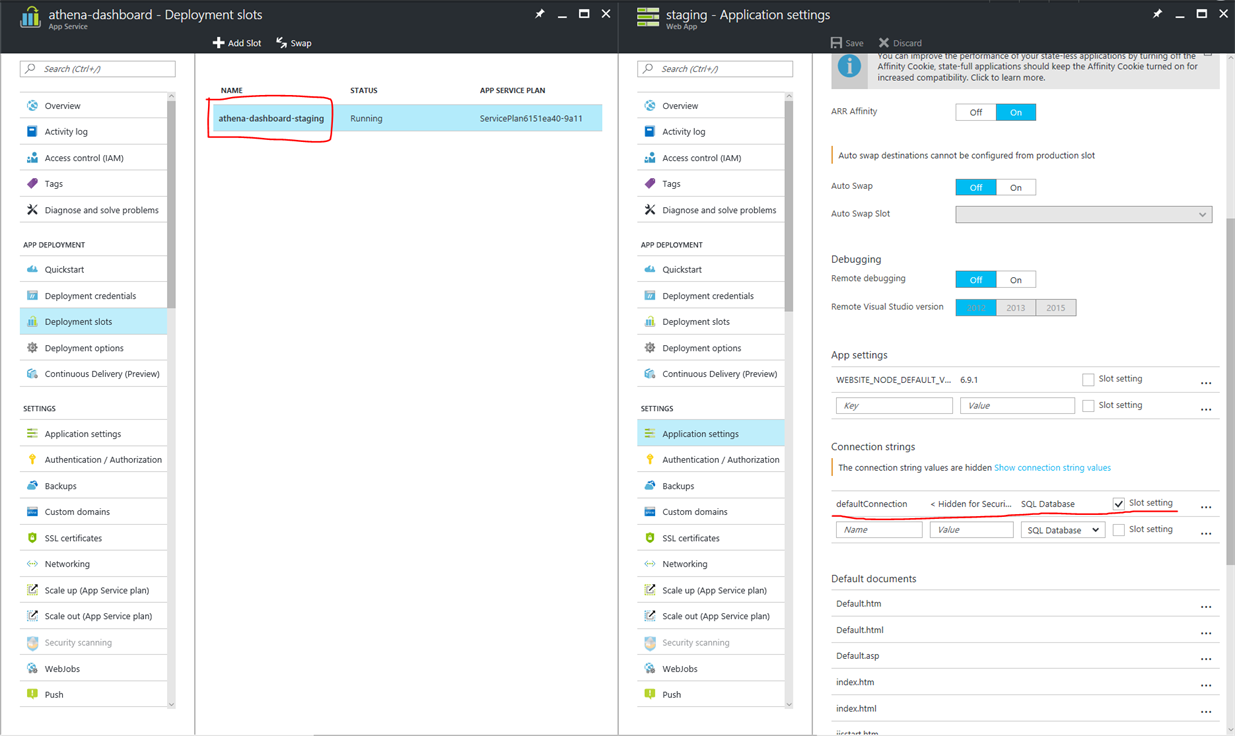 athena-dashboard - Deployment slots
App Service
Add Slot Swap
Search (Ctrl+/)
Overview
Activity log
Access control (IAM)
Tags
Diagnose and solve problems
APP DEPLOYMENT
Quickstart
Deployment credentials
Deployment slots
Deployment options
Continuous Delivery (Preview)
SETTINGS
Application settings
Authentication / Authorization
Backups
Custom domains
SSL certificates
Networking
Scale up (App Service plan)
Scale out (App Service plan)
Security scanning
WebJobs
Push
NAME STATUS APP SERVICE PLAN
athena-dashboard-staging Running ServicePlan6151ea40-9a11
staging - Application settings
Web App
Save Discard
Search (Ctrl+/)
Overview
Activity log
Access control (IAM)
Tags
Diagnose and solve problems
APP DEPLOYMENT
Quickstart
Deployment credentials
Deployment slots
Deployment options
Continuous Delivery (Preview)
SETTINGS
Application settings
Authentication / Authorization
Backups
Custom domains
SSL certificates
Networking
Scale up (App Service plan)
Scale out (App Service plan)
Security scanning
WebJobs
Push
You can improve the performance of your state-less applications by turning off the
Affinity Cookie, state-full applications should keep the Affinity Cookie turned on for
increased compatibility. Click to learn more.
ARR Affinity Off On
Auto swap destinations cannot be configured from production slot
Auto Swap Off On
Auto Swap Slot
Debugging
Remote debugging Off On
Remote Visual Studio version 2012 2013 2015
App settings
WEBSITE_NODE_DEFAULT_V... 6.9.1 Slot setting ...
Key Value Slot setting ...
Connection strings
The connection string values are hidden Show connection string values
defaultConnection < Hidden for Securi... SQL Database Slot setting ...
Name Value SQL Database Slot setting ...
Default documents
Default.htm ...
Default.html ...
Default.asp ...
index.htm ...
index.html ...
iisstart.htm